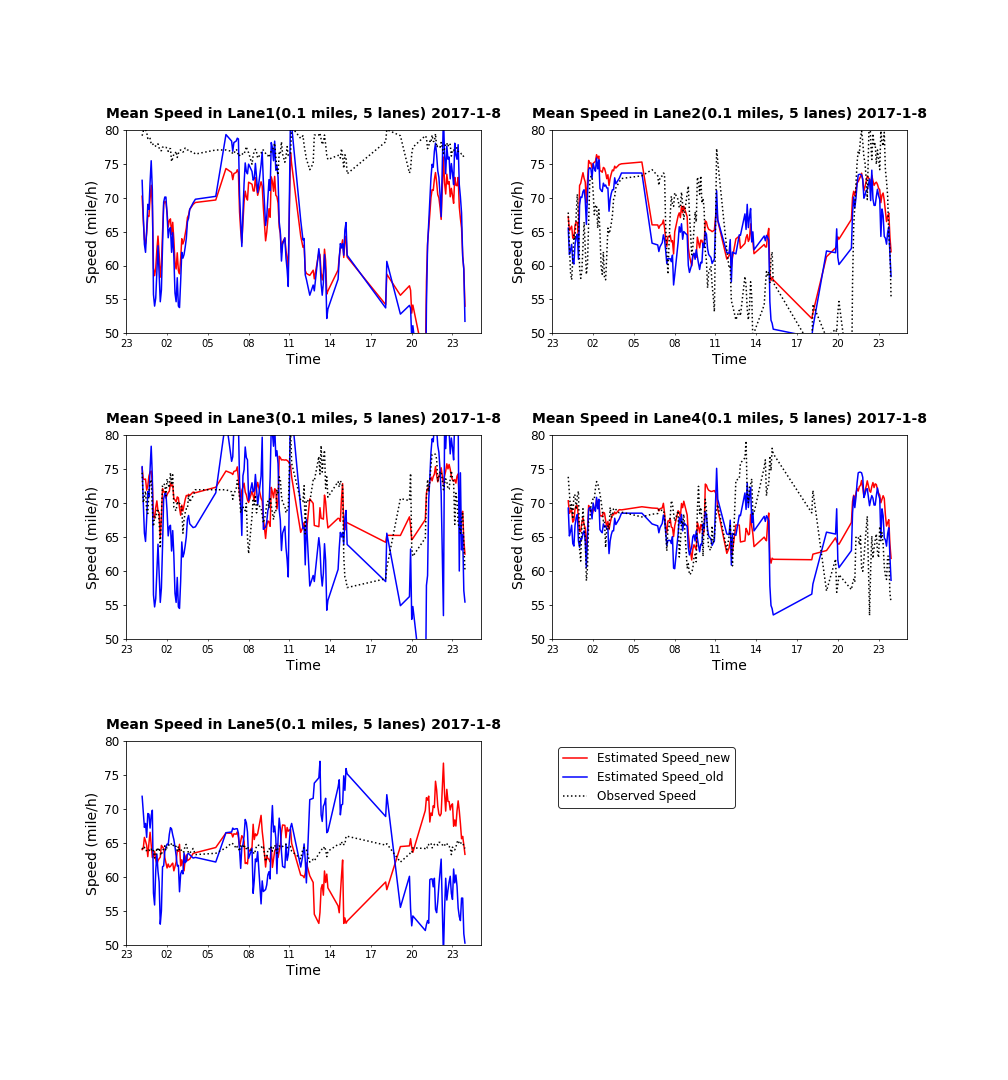 Mean Speed in Lane1(0.1 miles, 5 lanes) 2017-1-8
80
75
70
65
60
55
50
Speed (mile/h)
23 02 05 08 11 14 17 20 23
Time
Mean Speed in Lane2(0.1 miles, 5 lanes) 2017-1-8
80
75
70
65
60
55
50
Speed (mile/h)
23 02 05 08 11 14 17 20 23
Time
Mean Speed in Lane3(0.1 miles, 5 lanes) 2017-1-8
80
75
70
65
60
55
50
Speed (mile/h)
23 02 05 08 11 14 17 20 23
Time
Mean Speed in Lane4(0.1 miles, 5 lanes) 2017-1-8
80
75
70
65
60
55
50
Speed (mile/h)
23 02 05 08 11 14 17 20 23
Time
Mean Speed in Lane5(0.1 miles, 5 lanes) 2017-1-8
80
75
70
65
60
55
50
Speed (mile/h)
23 02 05 08 11 14 17 20 23
Time
Estimated Speed_new
Estimated Speed_old
Observed Speed